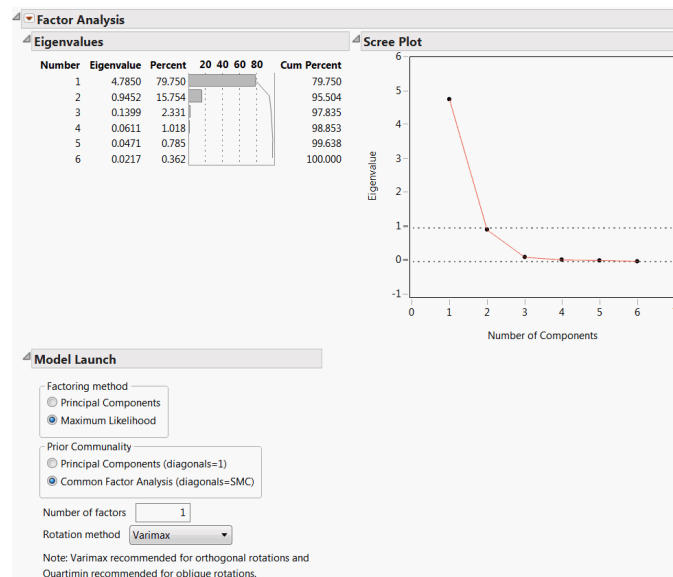 Factor Analysis
Eigenvalues
Number Eigenvalue Percent 20 40 60 80 Cum Percent
1 4.7850 79.750 79.750
2 0.9452 15.754 95.504
3 0.1399 2.331 97.835
4 0.0611 1.018 98.853
5 0.0471 0.785 99.638
6 0.0217 0.362 100.000
Scree Plot
6
5
4
3
2
1
0
-1
Eigenvalue
0 1 2 3 4 5 6
Number of Components
Model Launch
Factoring method
Principal Components
Maximum Likelihood
Prior Communality
Principal Components (diagonals=1)
Common Factor Analysis (diagonals=SMC)
Number of factors 1
Rotation method Varimax
Note: Varimax recommended for orthogonal rotations and
Quartimin recommended for oblique rotations.